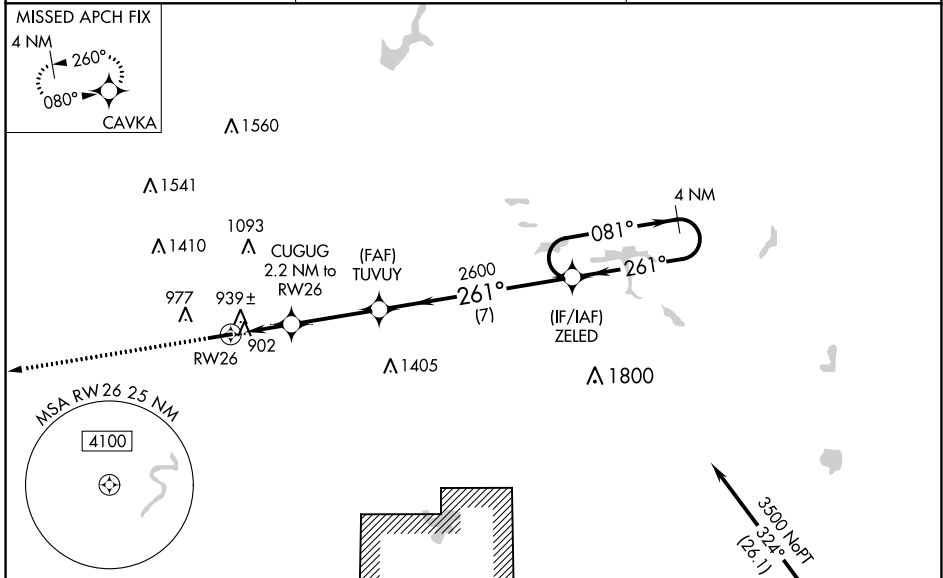 MISSED APCH FIX
4 NM
260°
080°
CAVKA
1560
1541
1410
1093
977
939±
902
CUGUG
2.2 NM to
RW26
(FAF)
TUVUY
2600
261°
(7)
081°
4 NM
261°
(IF/IAF)
ZELED
RW26
1405
1800
MSA RW 26 25 NM
4100
3500 NoPT
324°
(26.1)